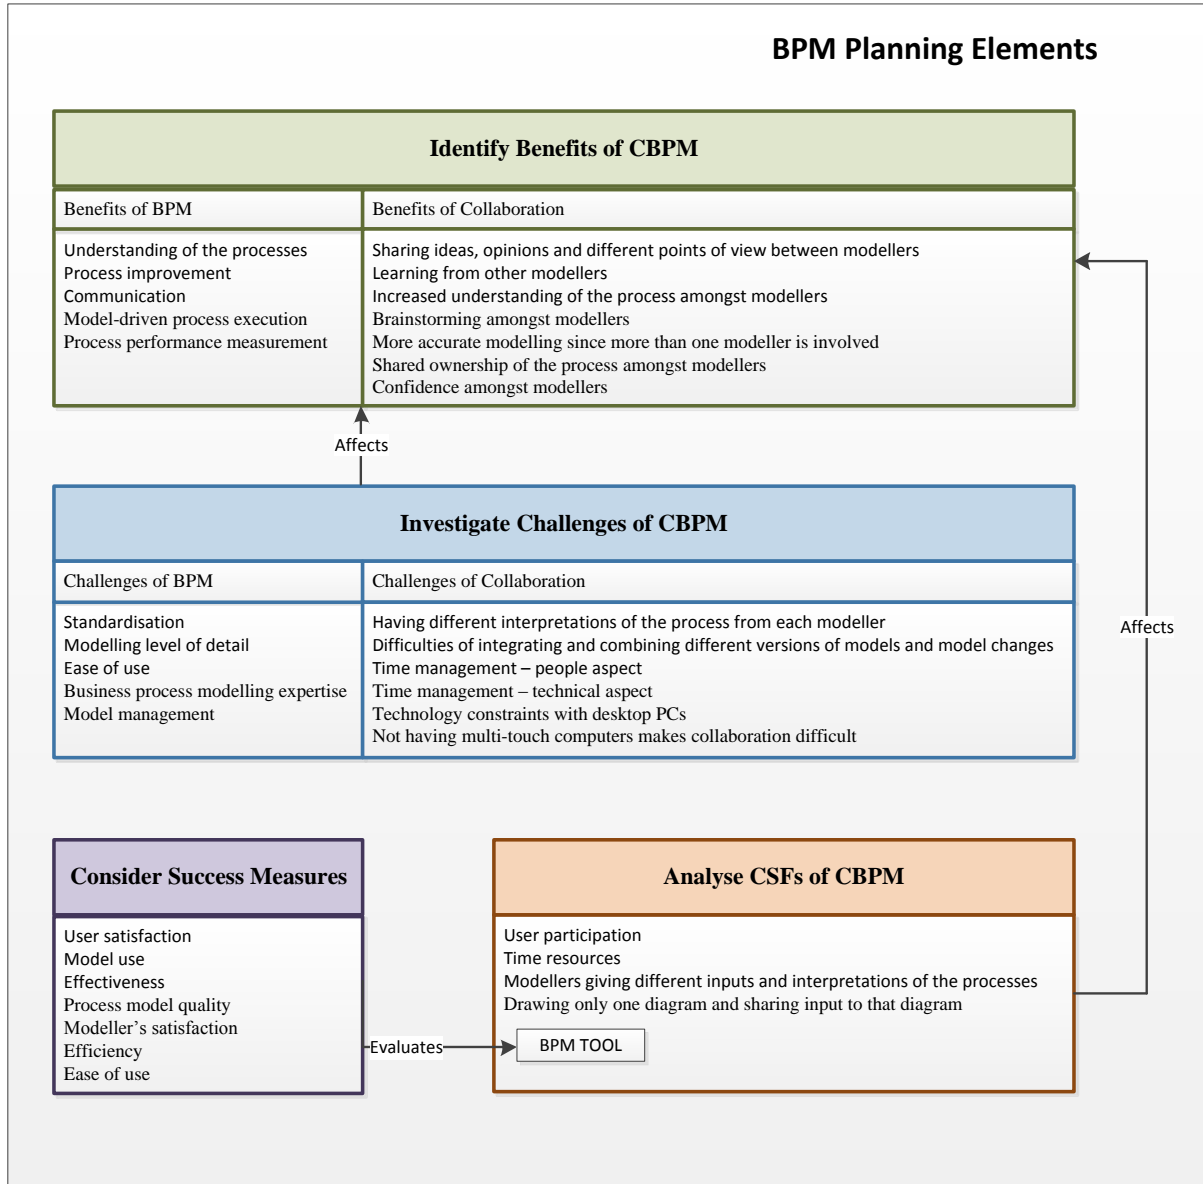 BPM Planning Elements
Identify Benefits of CBPM
Benefits of BPM
Benefits of Collaboration
Understanding of the processes
Process improvement
Communication
Model-driven process execution
Process performance measurement
Sharing ideas, opinions and different points of view between modellers
Learning from other modellers
Increased understanding of the process amongst modellers
Brainstorming amongst modellers
More accurate modelling since more than one modeller is involved
Shared ownership of the process amongst modellers
Confidence amongst modellers
Affects
Investigate Challenges of CBPM
Challenges of BPM
Challenges of Collaboration
Standardisation
Modelling level of detail
Ease of use
Business process modelling expertise
Model management
Having different interpretations of the process from each modeller
Difficulties of integrating and combining different versions of models and model changes
Time management – people aspect
Time management – technical aspect
Technology constraints with desktop PCs
Not having multi-touch computers makes collaboration difficult
Affects
Consider Success Measures
User satisfaction
Model use
Effectiveness
Process model quality
Modeller’s satisfaction
Efficiency
Ease of use
Evaluates
Analyse CSFs of CBPM
User participation
Time resources
Modellers giving different inputs and interpretations of the processes
Drawing only one diagram and sharing input to that diagram
BPM TOOL